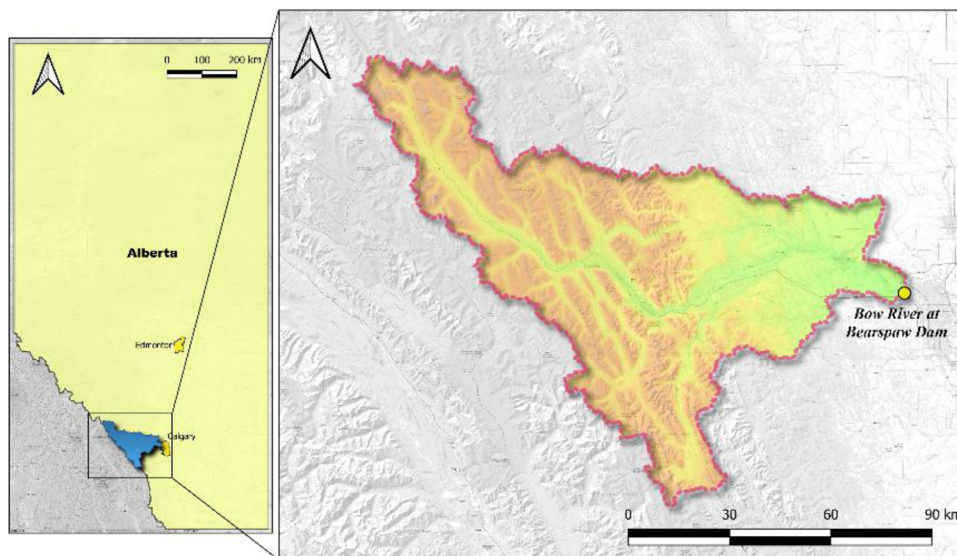 0 100 200 km
Alberta
Edmonton
Calgary
Bow River at
Bearspaw Dam
0 30 60 90 km